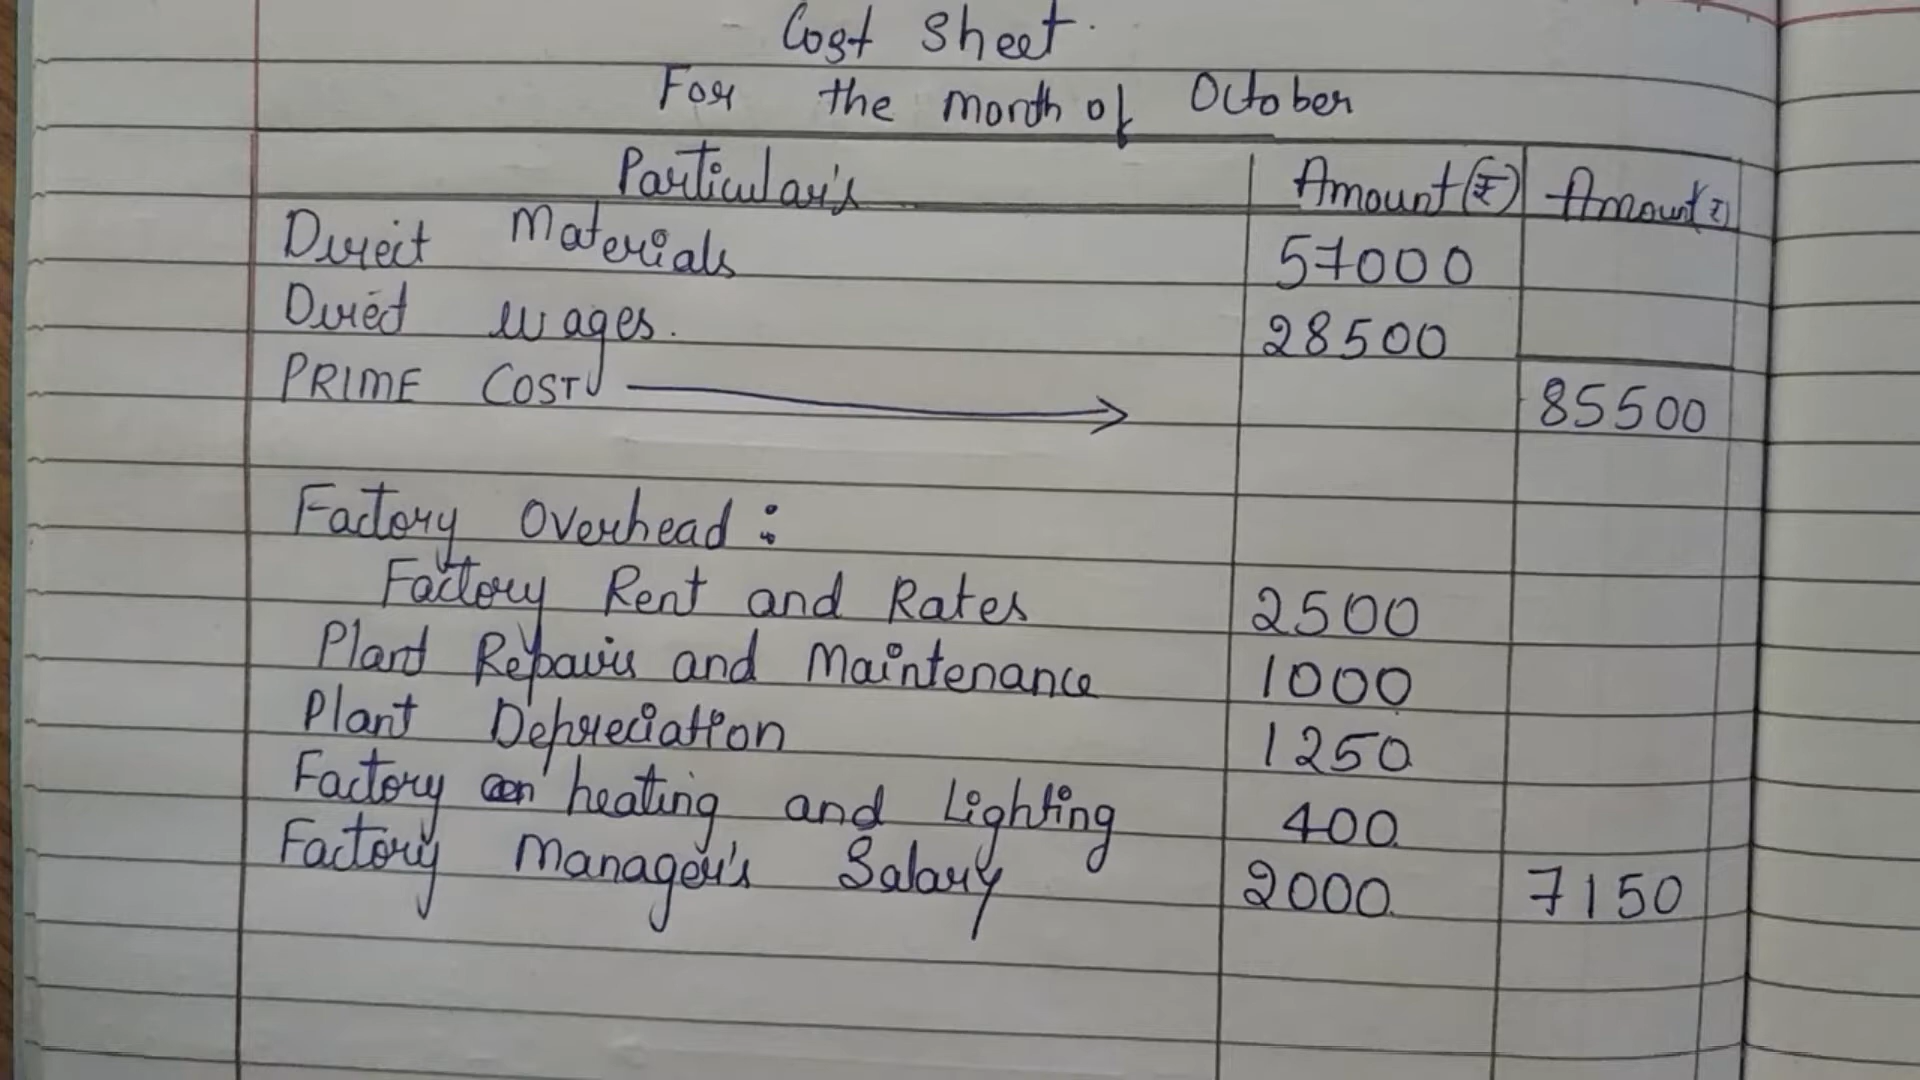 Cost Sheet
For the month of October
Particular's Amount (₹) Amount (₹)
Direct Materials 57000
Direct wages. 28500
PRIME COST → 85500
Factory Overhead :
Factory Rent and Rates 2500
Plant Repairs and Maintenance 1000
Plant Depreciation 1250
Factory heating and Lighting 400
Factory Manager's Salary 2000 7150